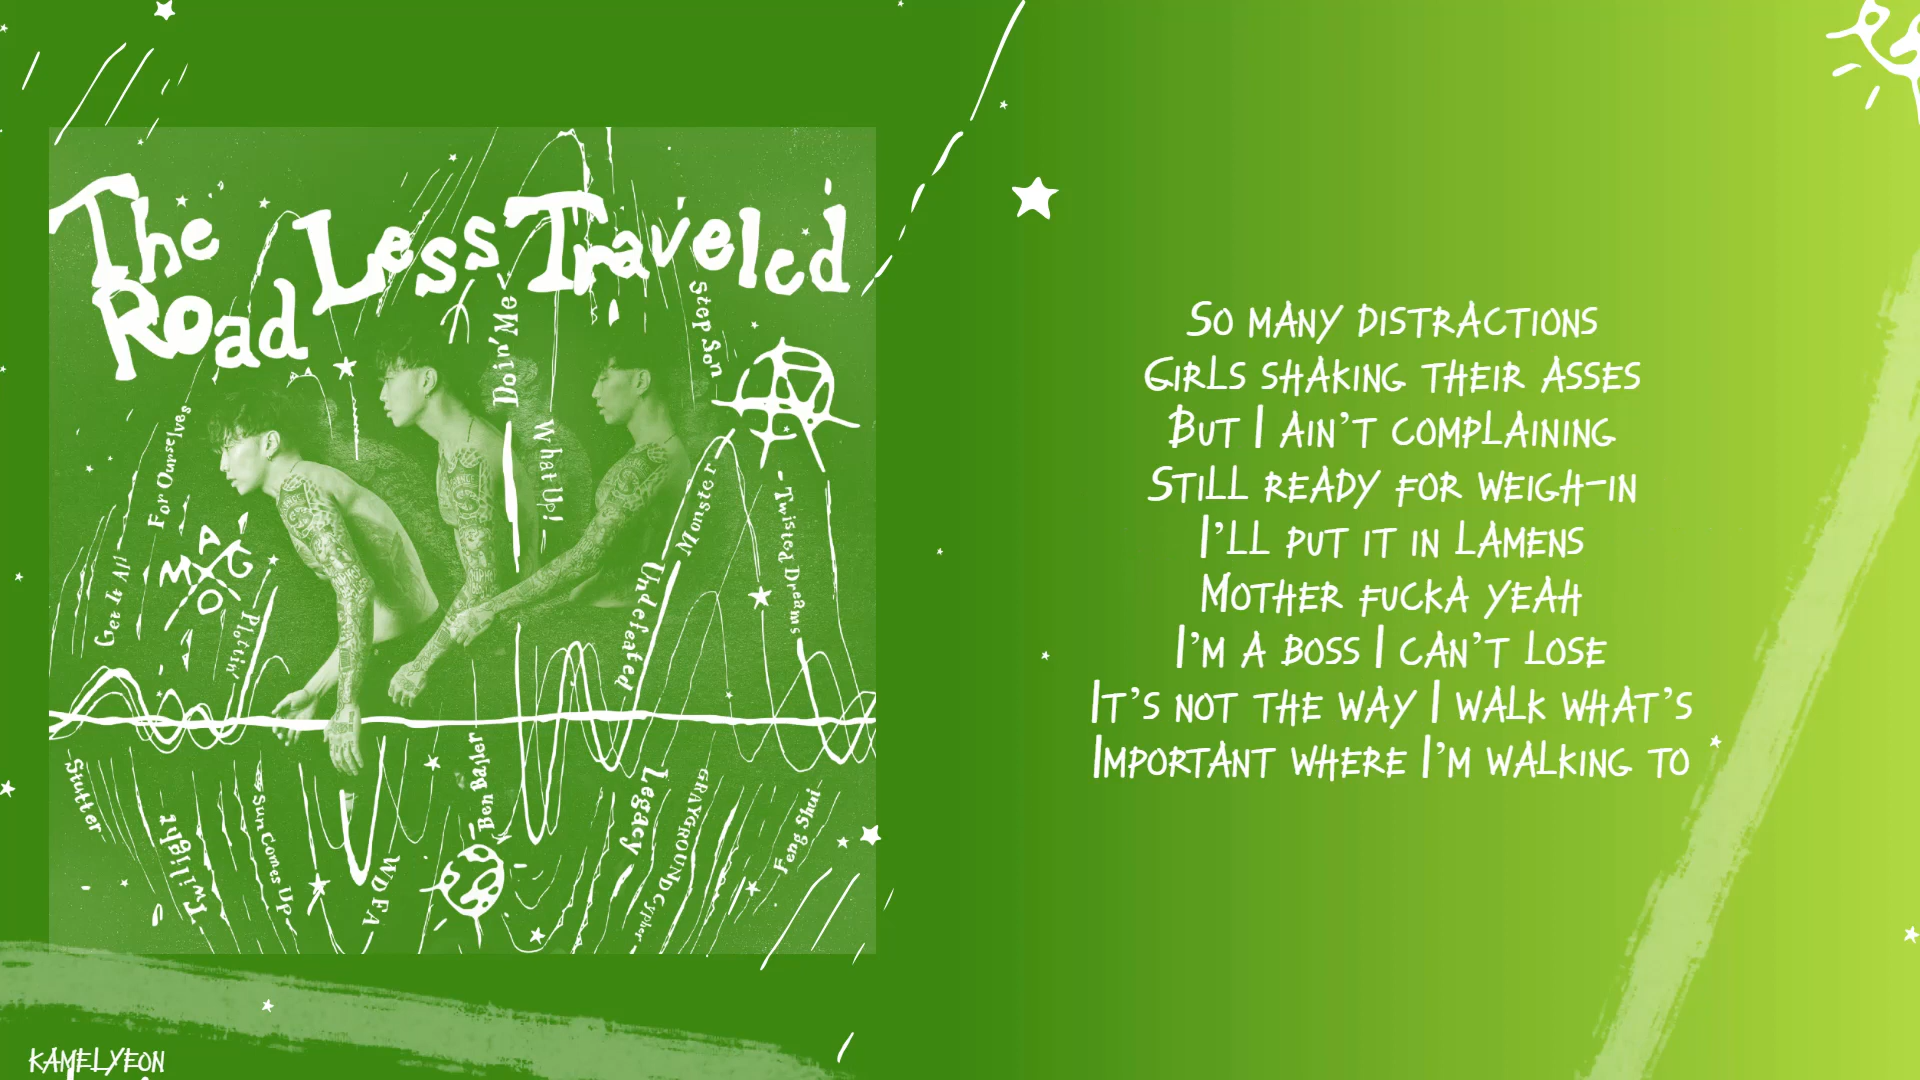 The
Road Less Traveled
Doin' Me
Step Son
For Ourselves
What Up!
Monster
Twisted Dreams
MOGA
Get It All
Plottin'
Undefeated
Stutter
Twilight
Sun Comes Up
WDFA
Ben Baller
Legacy
GRAYGROUND Cypher
Feng Shui
So many distractions
Girls shaking their asses
But I ain't complaining
Still ready for weigh-in
I'll put it in lamens
Mother fucka yeah
I'm a boss I can't lose
It's not the way I walk what's
Important where I'm walking to
KAMELYEON